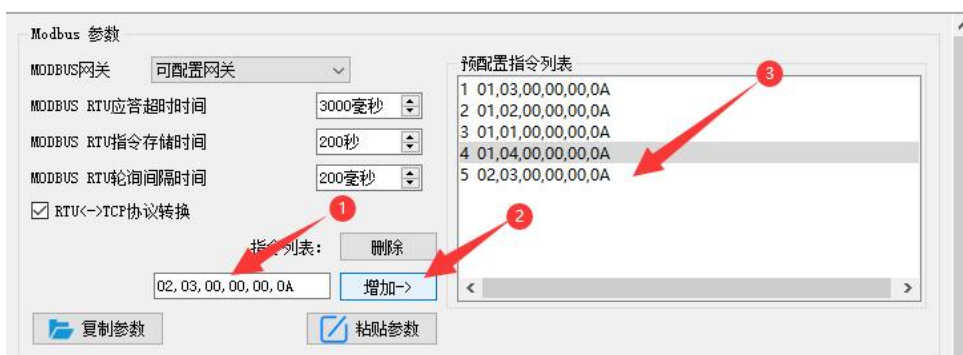 Modbus 参数
MODBUS网关 可配置网关
MODBUS RTU应答超时时间 3000毫秒
MODBUS RTU指令存储时间 200秒
MODBUS RTU轮询间隔时间 200毫秒
RTU<->TCP协议转换 1
指令列表: 删除
02,03,00,00,00,0A 增加->
复制参数 粘贴参数
预配置指令列表
3
1 01,03,00,00,00,0A
2 01,02,00,00,00,0A
3 01,01,00,00,00,0A
4 01,04,00,00,00,0A
5 02,03,00,00,00,0A
2